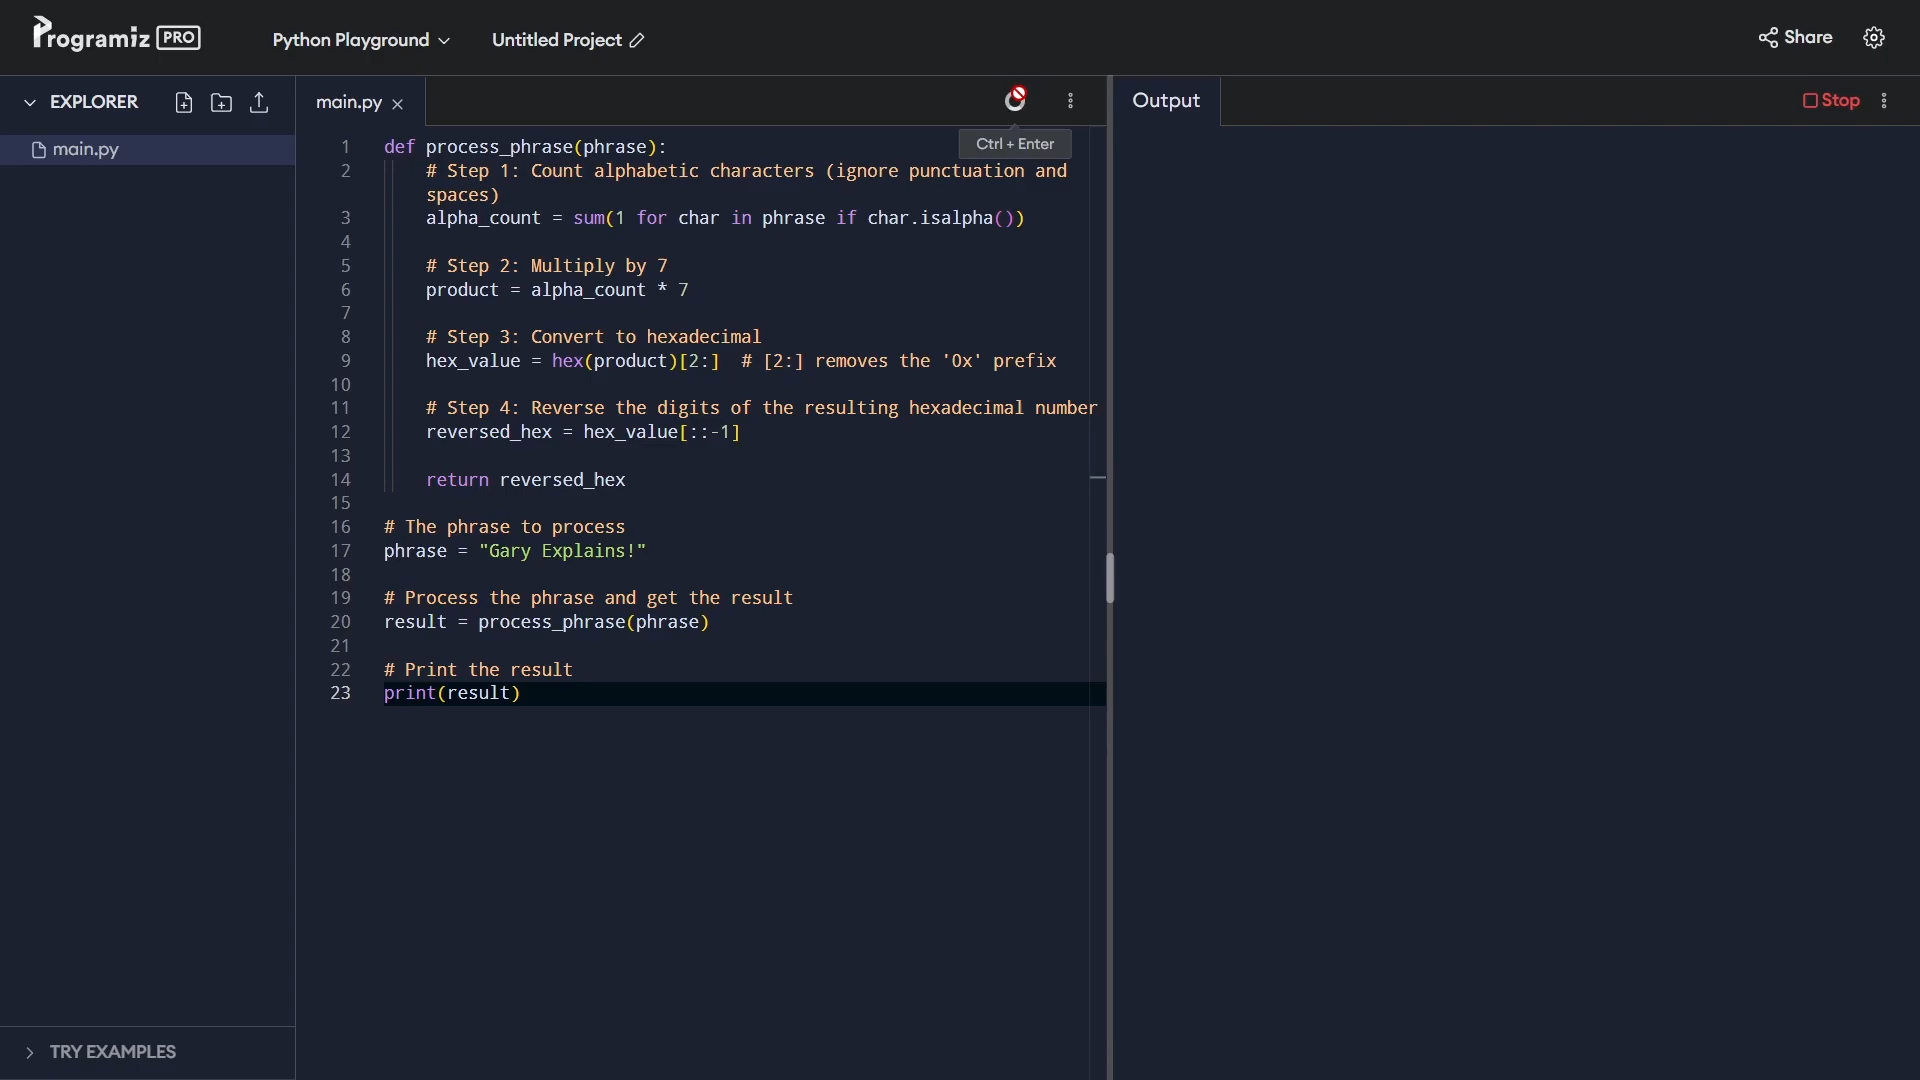 Programiz PRO
Python Playground
Untitled Project
Share
EXPLORER
main.py
main.py
Ctrl + Enter
1 def process_phrase(phrase):
2 # Step 1: Count alphabetic characters (ignore punctuation and
spaces)
3 alpha_count = sum(1 for char in phrase if char.isalpha())
4
5 # Step 2: Multiply by 7
6 product = alpha_count * 7
7
8 # Step 3: Convert to hexadecimal
9 hex_value = hex(product)[2:]  # [2:] removes the '0x' prefix
10
11 # Step 4: Reverse the digits of the resulting hexadecimal number
12 reversed_hex = hex_value[::-1]
13
14 return reversed_hex
15
16 # The phrase to process
17 phrase = "Gary Explains!"
18
19 # Process the phrase and get the result
20 result = process_phrase(phrase)
21
22 # Print the result
23 print(result)
Output
Stop
TRY EXAMPLES